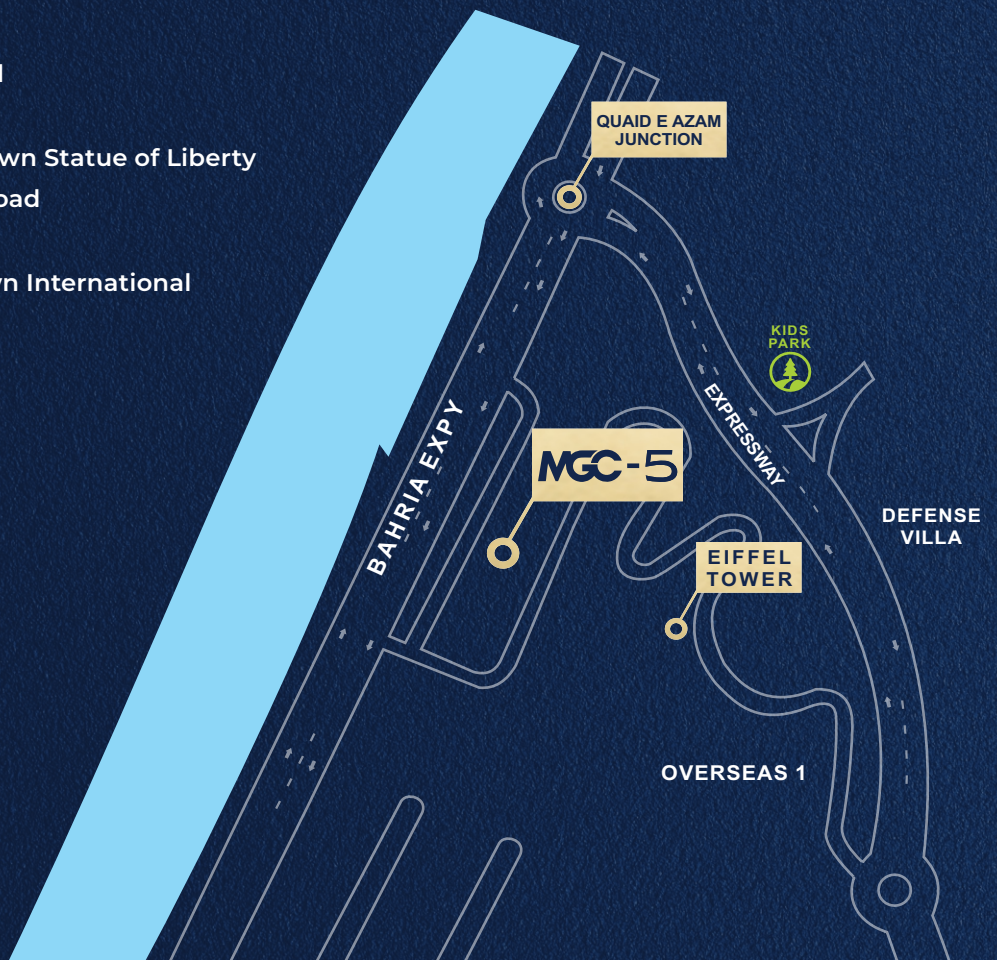 QUAID E AZAM
JUNCTION
wn Statue of Liberty
oad
n International
KIDS
PARK
EXPRESSWAY
BAHRIA EXPY
MGC-5
DEFENSE
VILLA
EIFFEL
TOWER
OVERSEAS 1